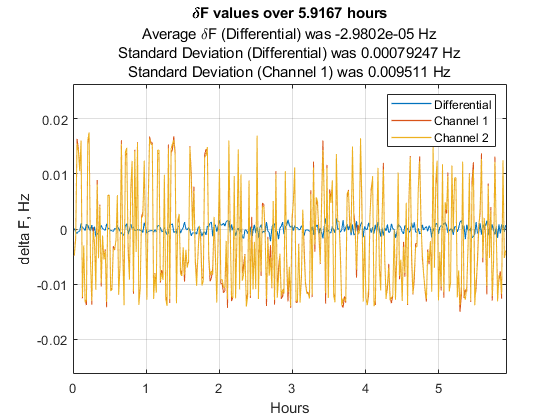 δF values over 5.9167 hours
Average δF (Differential) was -2.9802e-05 Hz
Standard Deviation (Differential) was 0.00079247 Hz
Standard Deviation (Channel 1) was 0.009511 Hz
Differential
Channel 1
Channel 2
0.02
0.01
0
-0.01
-0.02
delta F, Hz
0 1 2 3 4 5
Hours